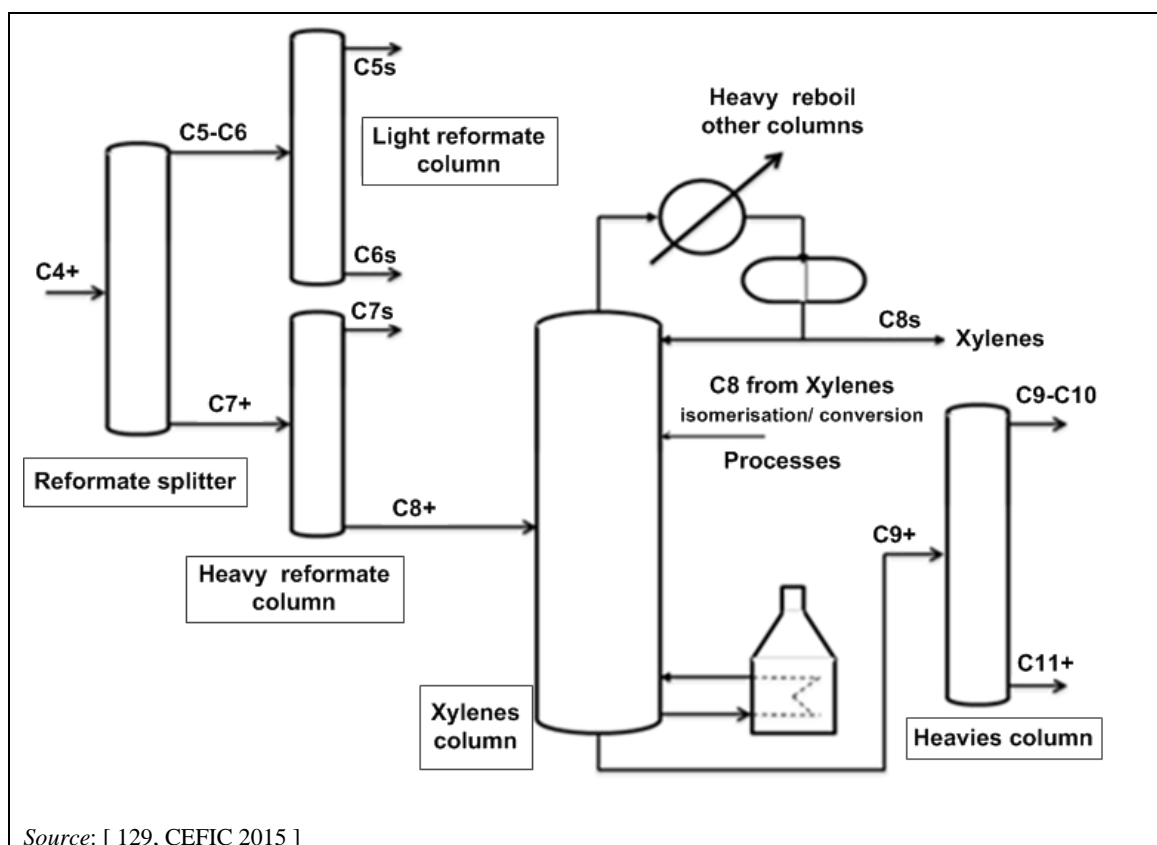 C5s
C5-C6
Light reformate
column
C6s
C4+
C7s
C7+
Reformate splitter
C8+
Heavy reformate
column
Heavy reboil
other columns
C8s
Xylenes
C8 from Xylenes
isomerisation/ conversion
Processes
Xylenes
column
C9+
C9-C10
C11+
Heavies column
Source: [ 129, CEFIC 2015 ]